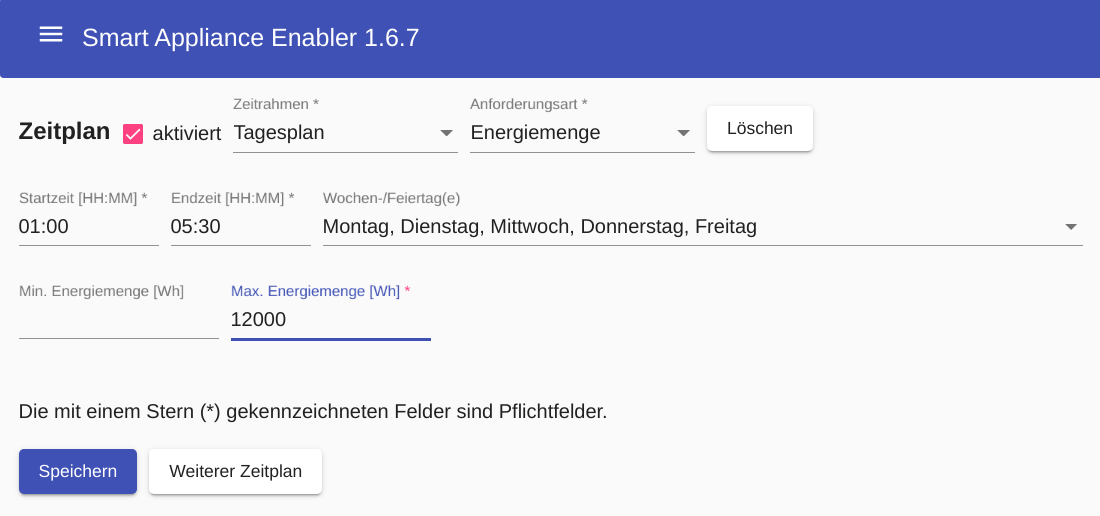 Smart Appliance Enabler 1.6.7
Zeitrahmen * Anforderungsart *
Zeitplan aktiviert Tagesplan Energiemenge Löschen
Startzeit [HH:MM] * Endzeit [HH:MM] * Wochen-/Feiertag(e)
01:00 05:30 Montag, Dienstag, Mittwoch, Donnerstag, Freitag
Min. Energiemenge [Wh] Max. Energiemenge [Wh] *
12000
Die mit einem Stern (*) gekennzeichneten Felder sind Pflichtfelder.
Speichern Weiterer Zeitplan